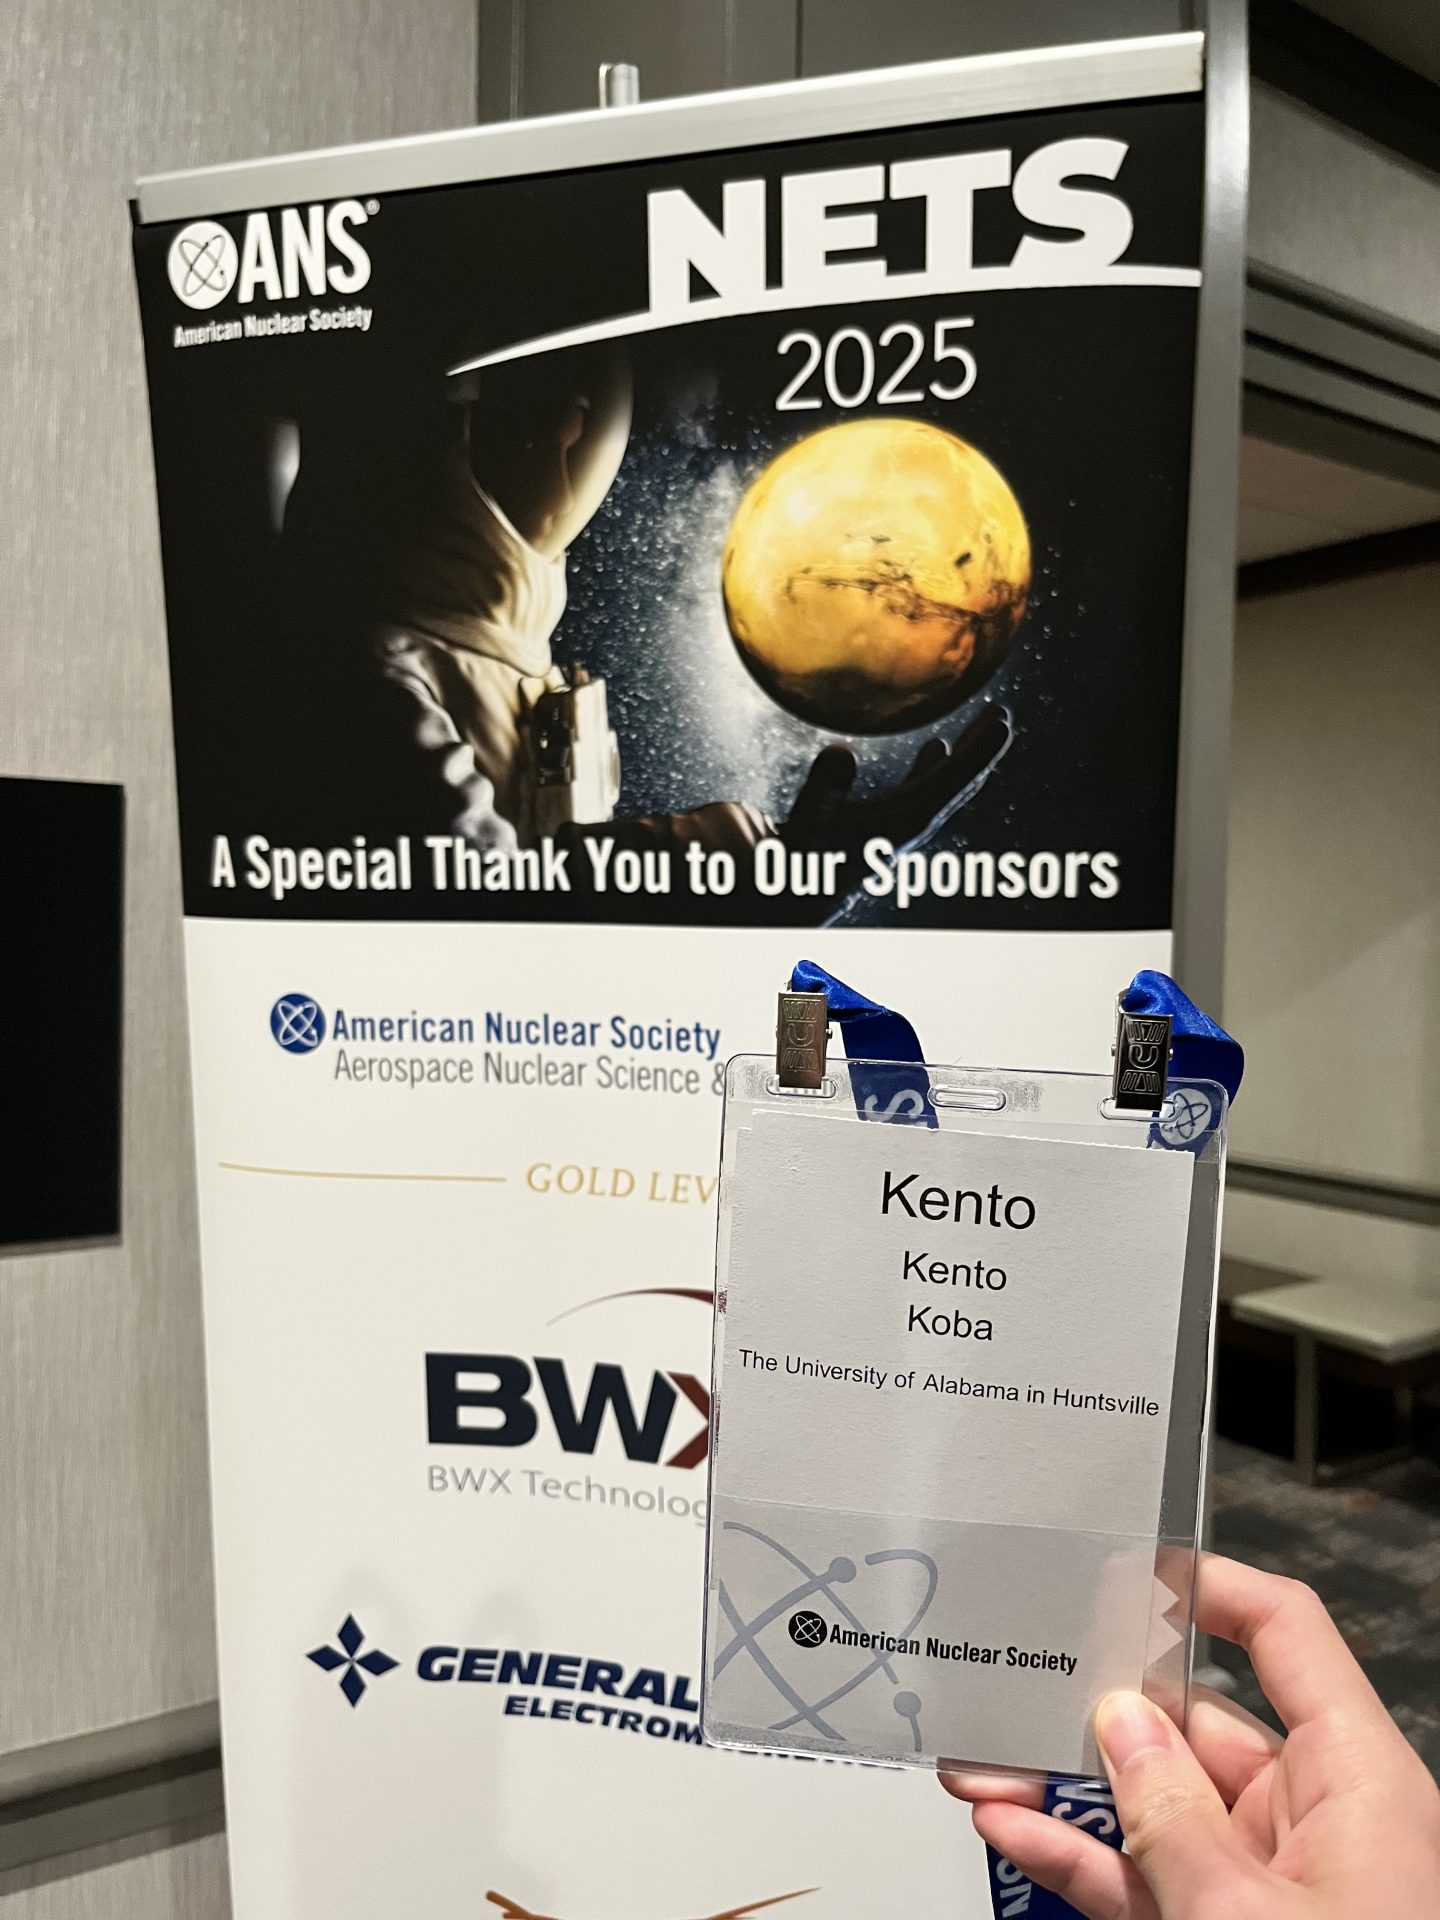 ANS®
American Nuclear Society
NETS
2025
A Special Thank You to Our Sponsors
American Nuclear Society
Aerospace Nuclear Science &
GOLD LEV
BWX
BWX Technolog
GENERAL
ELECTROM
Kento
Kento
Koba
The University of Alabama in Huntsville
American Nuclear Society